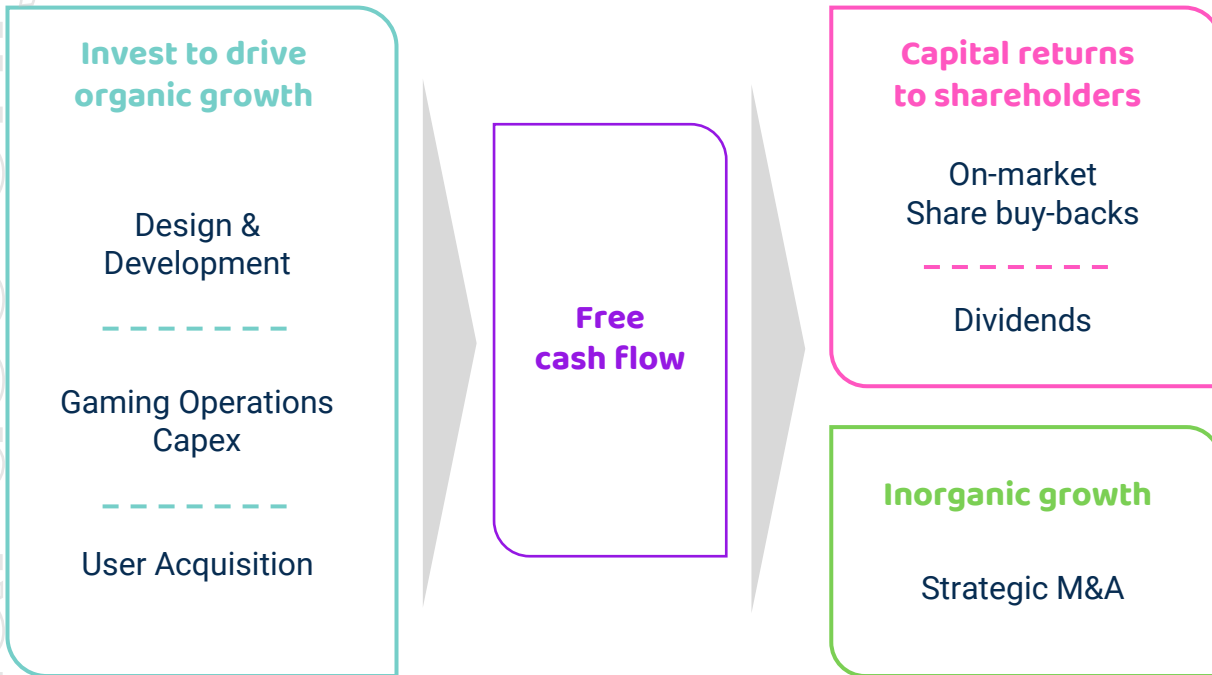 Invest to drive
organic growth
Design &
Development
Gaming Operations
Capex
User Acquisition
Free
cash flow
Capital returns
to shareholders
On-market
Share buy-backs
Dividends
Inorganic growth
Strategic M&A